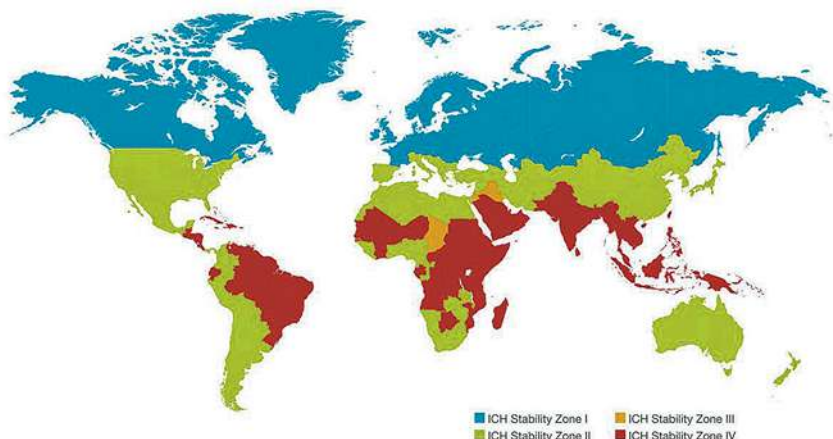 ICH Stability Zone I
ICH Stability Zone II
ICH Stability Zone III
ICH Stability Zone IV